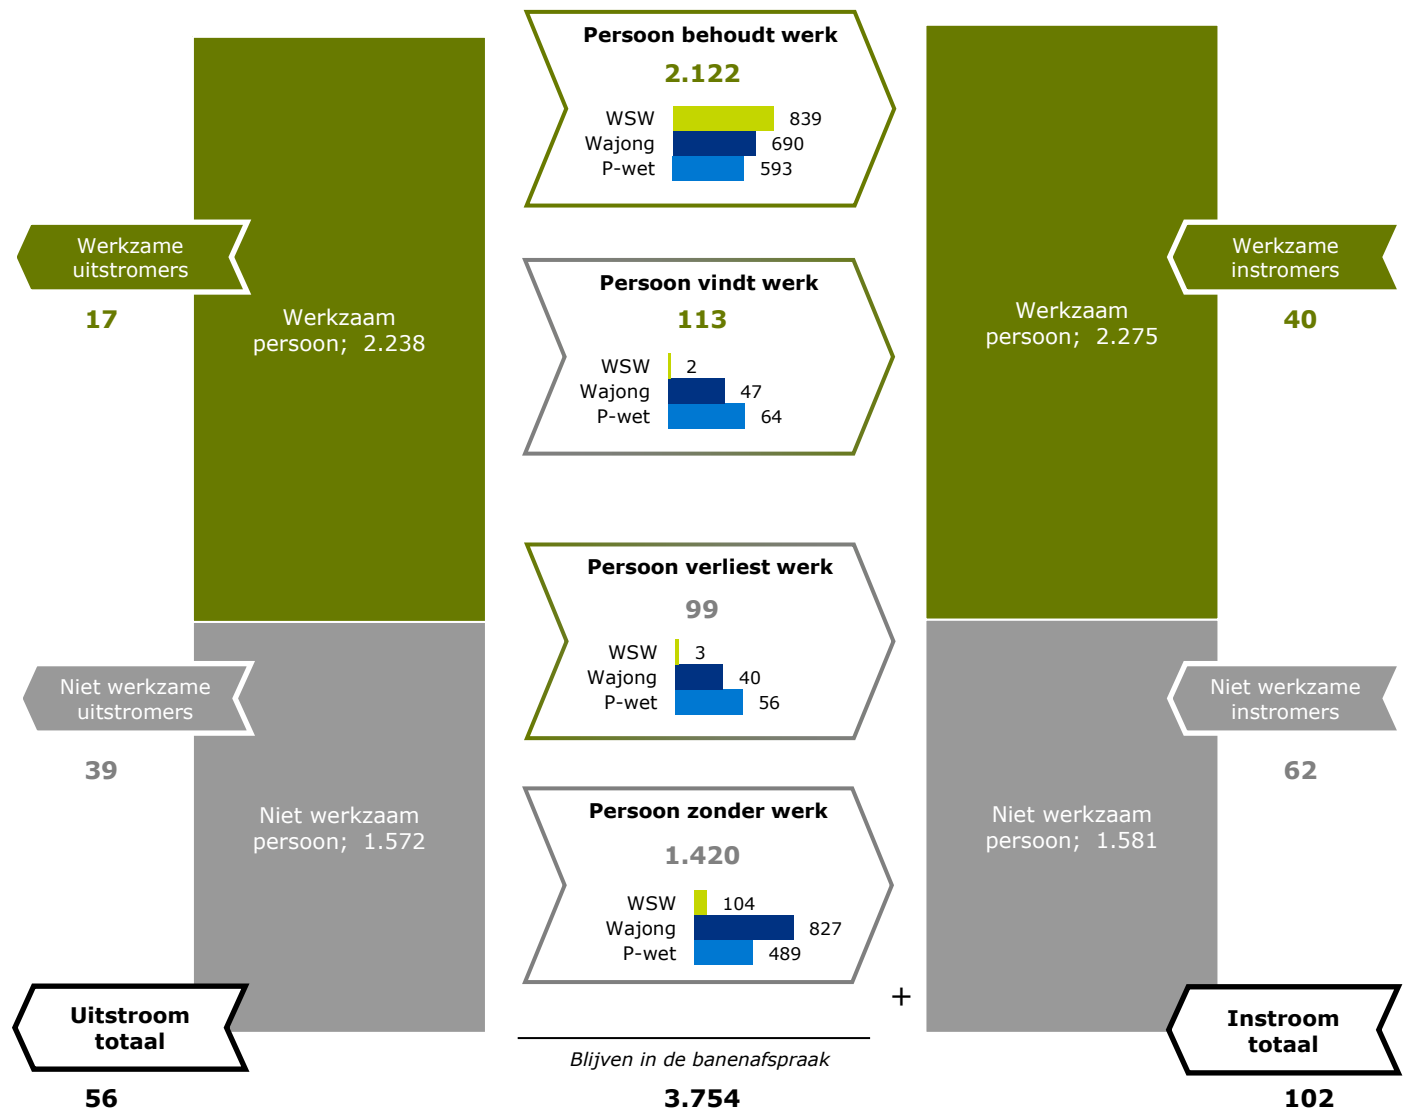 Persoon behoudt werk
2.122
WSW 839
Wajong 690
P-wet 593
Werkzame
uitstromers
17
Werkzaam
persoon; 2.238
Persoon vindt werk
113
WSW 2
Wajong 47
P-wet 64
Werkzaam
persoon; 2.275
Werkzame
instromers
40
Persoon verliest werk
99
WSW 3
Wajong 40
P-wet 56
Niet werkzame
uitstromers
39
Niet werkzaam
persoon; 1.572
Persoon zonder werk
1.420
WSW 104
Wajong 827
P-wet 489
Niet werkzaam
persoon; 1.581
Niet werkzame
instromers
62
+
Uitstroom
totaal
56
Blijven in de banenafspraak
3.754
Instroom
totaal
102